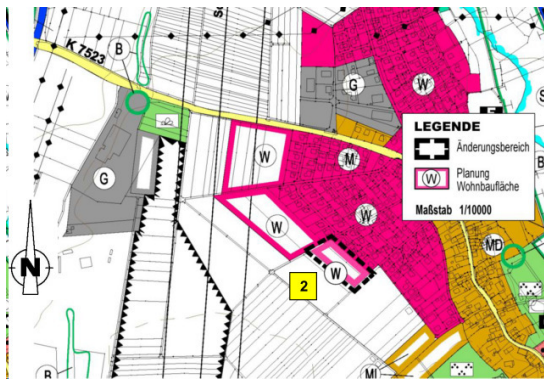 K 7523
B
G
W
G
W
M
W
W
W
LEGENDE
Änderungsbereich
W Planung
Wohnbaufläche
Maßstab 1/10000
MD
N
2
B
MI